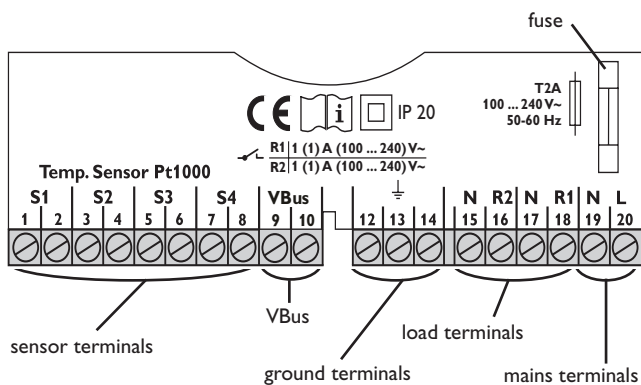 fuse
T2A
100 ... 240 V~
50-60 Hz
CE i IP 20
R1 1 (1) A (100 ... 240) V~
R2 1 (1) A (100 ... 240) V~
Temp. Sensor Pt1000
S1 S2 S3 S4 VBus N R2 N R1 N L
1 2 3 4 5 6 7 8 9 10 12 13 14 15 16 17 18 19 20
VBus
sensor terminals
load terminals
ground terminals
mains terminals